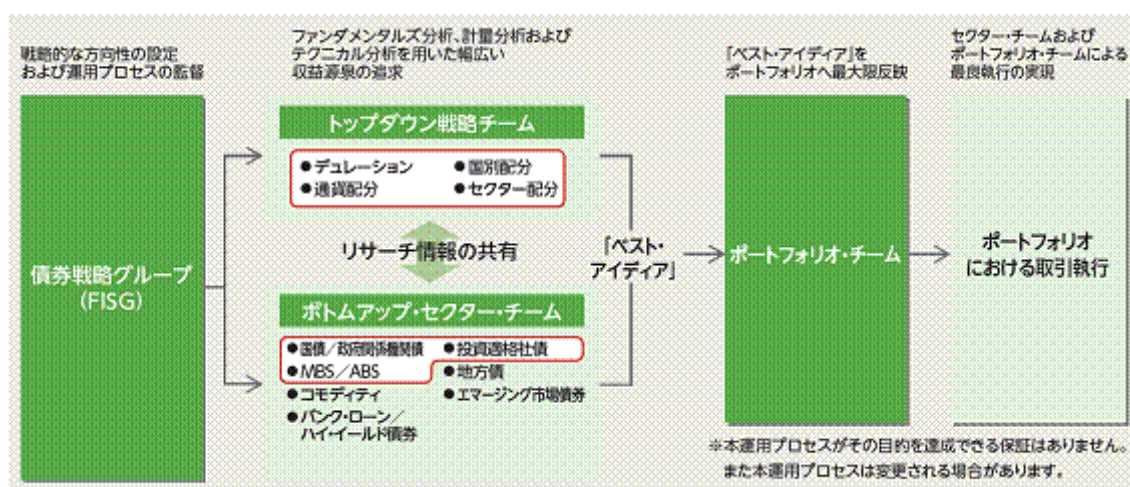 戦略的な方向性の設定
および運用プロセスの監督
ファンダメンタルズ分析、計量分析および
テクニカル分析を用いた幅広い
収益源泉の追求
「ベスト・アイディア」を
ポートフォリオへ最大限反映
セクター・チームおよび
ポートフォリオ・チームによる
最良執行の実現
債券戦略グループ
(FISG)
トップダウン戦略チーム
●デュレーション ●国別配分
●通貨配分 ●セクター配分
リサーチ情報の共有
ボトムアップ・セクター・チーム
●国債/政府関係機関債 ●投資適格社債
●MBS/ABS ●地方債
●コモディティ ●エマージング市場債券
●バンク・ローン/
ハイ・イールド債券
「ベスト・
アイディア」
ポートフォリオ・チーム
ポートフォリオ
における取引執行
※本運用プロセスがその目的を達成できる保証はありません。
また本運用プロセスは変更される場合があります。